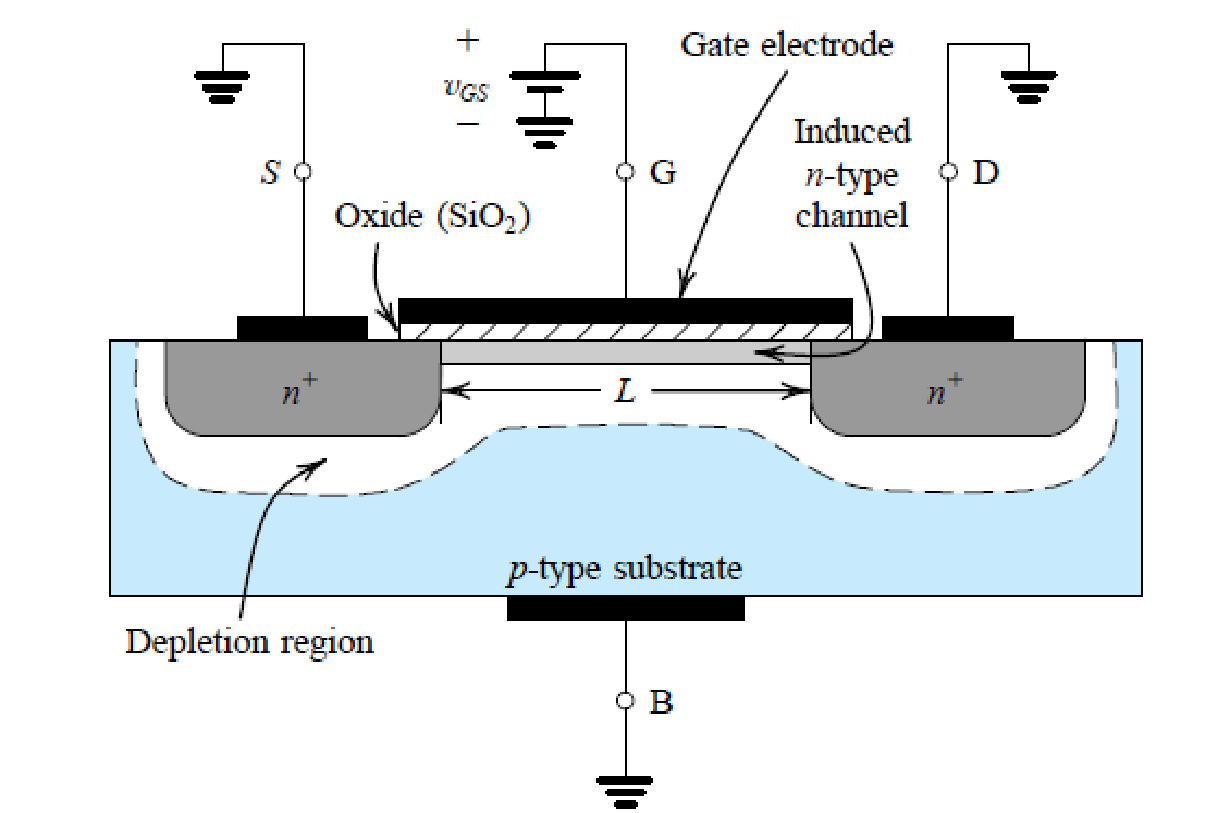 +
Gate electrode
vGS
−
Induced
n-type
channel
S
G
D
Oxide (SiO₂)
n⁺
L
n⁺
p-type substrate
Depletion region
B